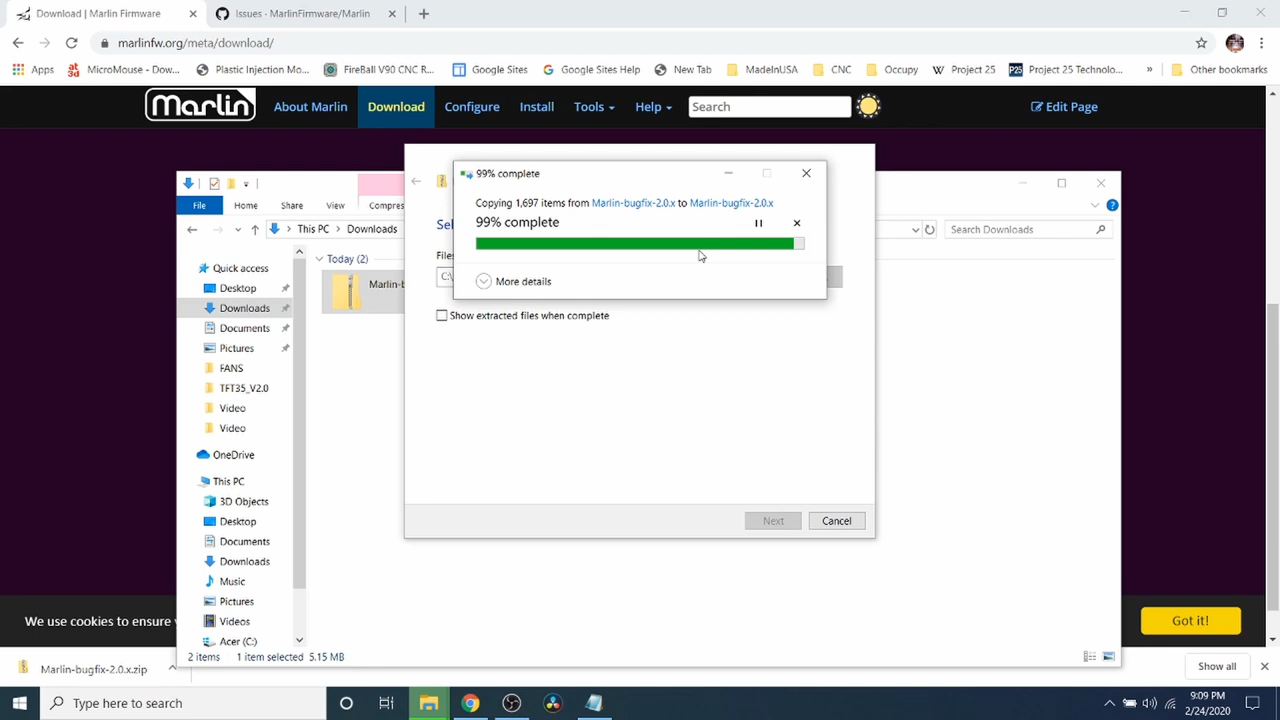 Download | Marlin Firmware
Issues · MarlinFirmware/Marlin
marlinfw.org/meta/download/
Apps
MicroMouse - Dow...
Plastic Injection Mo...
FireBall V90 CNC R...
Google Sites
Google Sites Help
New Tab
MadeInUSA
CNC
Occupy
Project 25
Project 25 Technolo...
»
Other bookmarks
Marlin
About Marlin
Download
Configure
Install
Tools
Help
Search
Edit Page
99% complete
Copying 1,697 items from Marlin-bugfix-2.0.x to Marlin-bugfix-2.0.x
99% complete
More details
File
Home
Share
View
Compres
Sel
This PC
Downloads
Search Downloads
Files
C:\
Today (2)
Marlin-b
Show extracted files when complete
Quick access
Desktop
Downloads
Documents
Pictures
FANS
TFT35_V2.0
Video
Video
OneDrive
This PC
3D Objects
Desktop
Documents
Downloads
Music
Pictures
Videos
Acer (C:)
Next
Cancel
We use cookies to ensure
Got it!
2 items
1 item selected 5.15 MB
Marlin-bugfix-2.0.x.zip
Show all
Type here to search
9:09 PM
2/24/2020